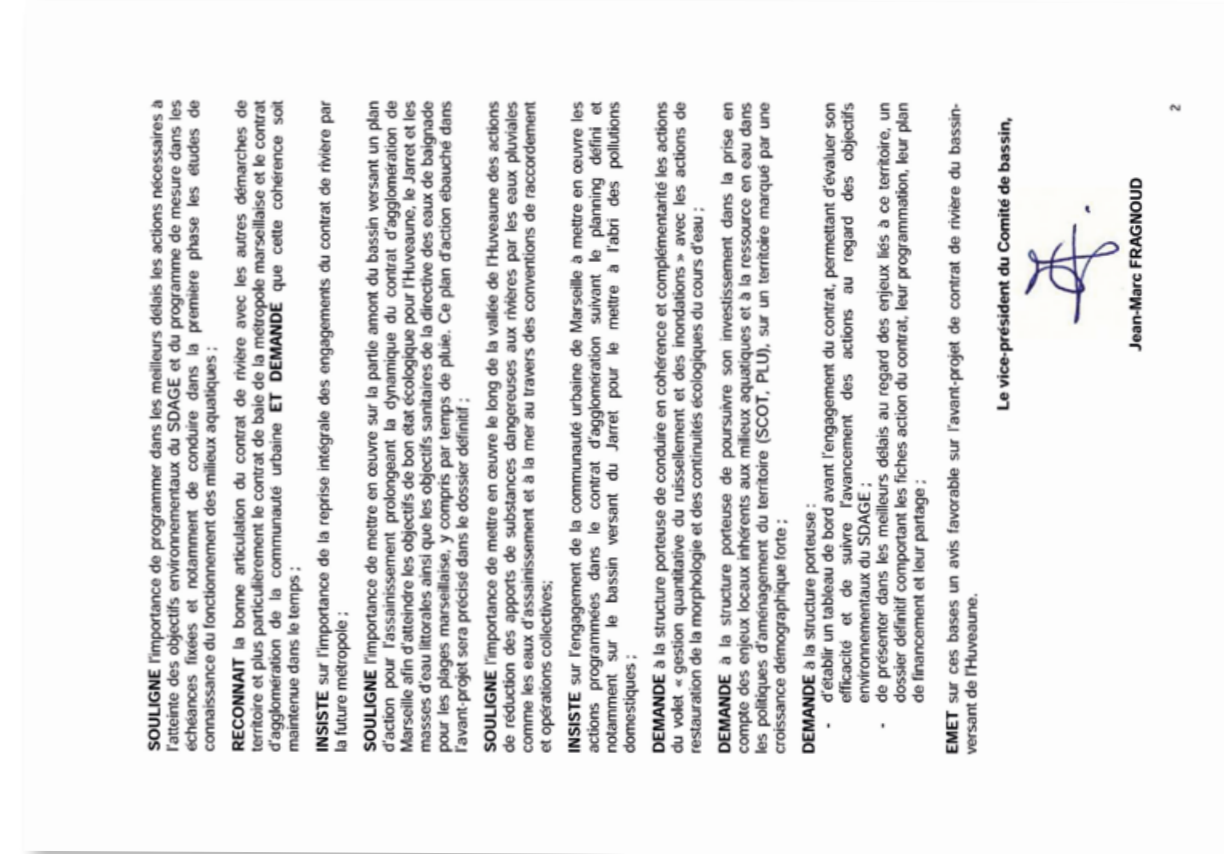 SOULIGNE l'importance de programmer dans les meilleurs délais les actions nécessaires à
l'atteinte des objectifs environnementaux du SDAGE et du programme de mesure dans les
échéances fixées et notamment de conduire dans la première phase les études de
connaissance du fonctionnement des milieux aquatiques ;
RECONNAIT la bonne articulation du contrat de rivière avec les autres démarches de
territoire et plus particulièrement le contrat de baie de la métropole marseillaise et le contrat
d'agglomération de la communauté urbaine ET DEMANDE que cette cohérence soit
maintenue dans le temps ;
INSISTE sur l'importance de la reprise intégrale des engagements du contrat de rivière par
la future métropole ;
SOULIGNE l'importance de mettre en œuvre sur la partie amont du bassin versant un plan
d'action pour l'assainissement prolongeant la dynamique du contrat d'agglomération de
Marseille afin d'atteindre les objectifs de bon état écologique pour l'Huveaune, le Jarret et les
masses d'eau littorales ainsi que les objectifs sanitaires de la directive des eaux de baignade
pour les plages marseillaise, y compris par temps de pluie. Ce plan d'action ébauché dans
l'avant-projet sera précisé dans le dossier définitif ;
SOULIGNE l'importance de mettre en œuvre le long de la vallée de l'Huveaune des actions
de réduction des apports de substances dangereuses aux rivières par les eaux pluviales
comme les eaux d'assainissement et à la mer au travers des conventions de raccordement
et opérations collectives;
INSISTE sur l'engagement de la communauté urbaine de Marseille à mettre en œuvre les
actions programmées dans le contrat d'agglomération suivant le planning défini et
notamment sur le bassin versant du Jarret pour le mettre à l'abri des pollutions
domestiques ;
DEMANDE à la structure porteuse de conduire en cohérence et complémentarité les actions
du volet « gestion quantitative du ruissellement et des inondations » avec les actions de
restauration de la morphologie et des continuités écologiques du cours d'eau ;
DEMANDE à la structure porteuse de poursuivre son investissement dans la prise en
compte des enjeux locaux inhérents aux milieux aquatiques et à la ressource en eau dans
les politiques d'aménagement du territoire (SCOT, PLU), sur un territoire marqué par une
croissance démographique forte ;
DEMANDE à la structure porteuse :
- d'établir un tableau de bord avant l'engagement du contrat, permettant d'évaluer son
efficacité et de suivre l'avancement des actions au regard des objectifs
environnementaux du SDAGE ;
- de présenter dans les meilleurs délais au regard des enjeux liés à ce territoire, un
dossier définitif comportant les fiches action du contrat, leur programmation, leur plan
de financement et leur partage ;
EMET sur ces bases un avis favorable sur l'avant-projet de contrat de rivière du bassin-
versant de l'Huveaune.
Le vice-président du Comité de bassin,
Jean-Marc FRAGNOUD
2